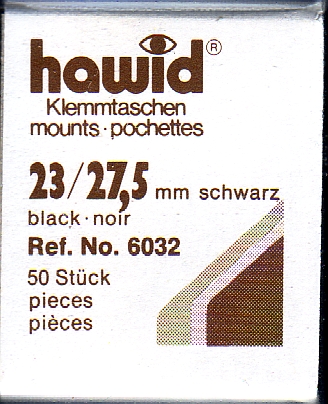 hawid®
Klemmtaschen
mounts · pochettes
23/27,5 mm schwarz
black · noir
Ref. No. 6032
50 Stück
pieces
pièces